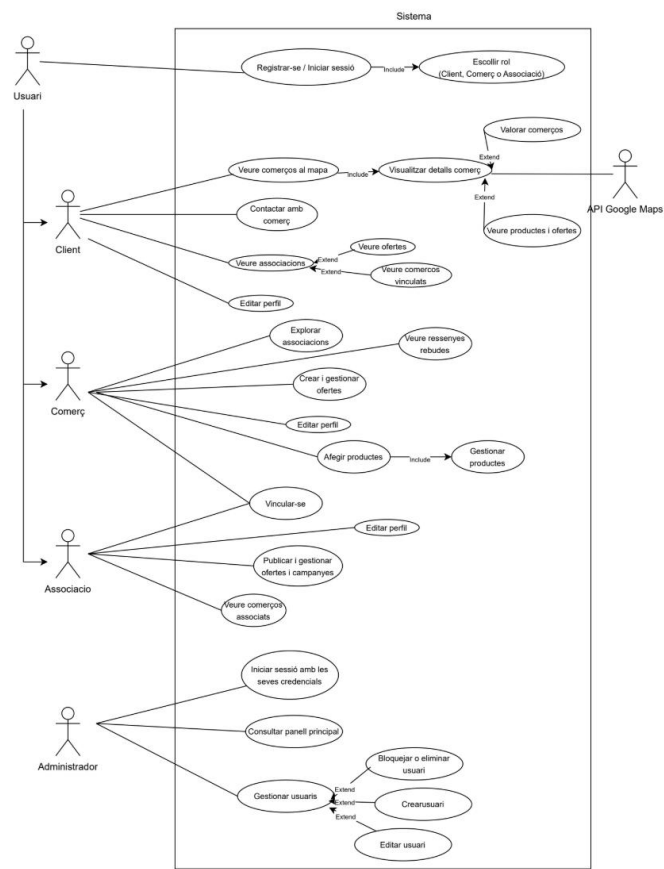 Sistema
Usuari
Registrar-se / Iniciar sessió
Include
Escollir rol
(Client, Comerç o Associació)
Valorar comerços
Extend
Veure comerços al mapa
Include
Visualitzar detalls comerç
Extend
API Google Maps
Client
Contactar amb
comerç
Veure productes i ofertes
Veure associacions
Extend
Veure ofertes
Extend
Veure comercos
vinculats
Editar perfil
Explorar
associacions
Veure ressenyes
rebudes
Comerç
Crear i gestionar
ofertes
Editar perfil
Afegir productes
Include
Gestionar
productes
Vincular-se
Editar perfil
Associacio
Publicar i gestionar
ofertes i campanyes
Veure comerços
associats
Iniciar sessió amb les
seves credencials
Administrador
Consultar panell principal
Bloquejar o eliminar
usuari
Extend
Gestionar usuaris
Extend
Crearusuari
Extend
Editar usuari